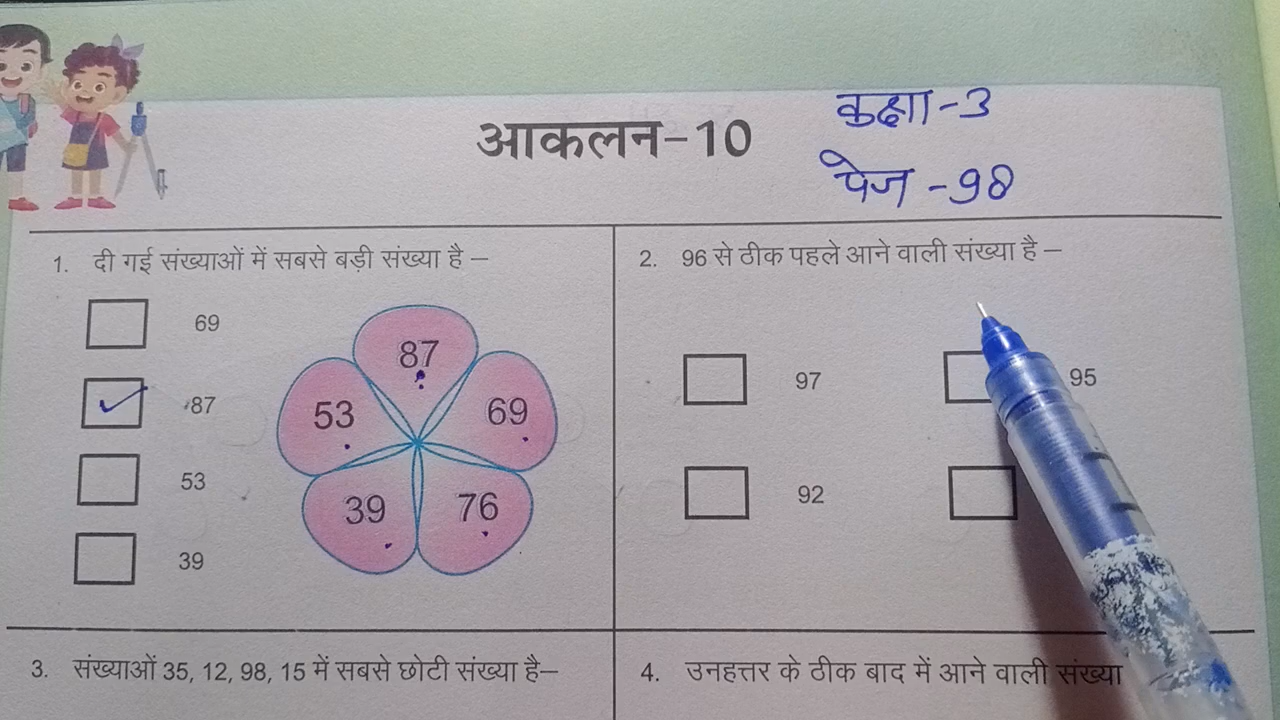 आकलन-10
कक्षा-3
पेज -98
1. दी गई संख्याओं में सबसे बड़ी संख्या है –
69
87
53
39
87
53
69
39
76
2. 96 से ठीक पहले आने वाली संख्या है –
97
95
92
3. संख्याओं 35, 12, 98, 15 में सबसे छोटी संख्या है–
4. उनहत्तर के ठीक बाद में आने वाली संख्या